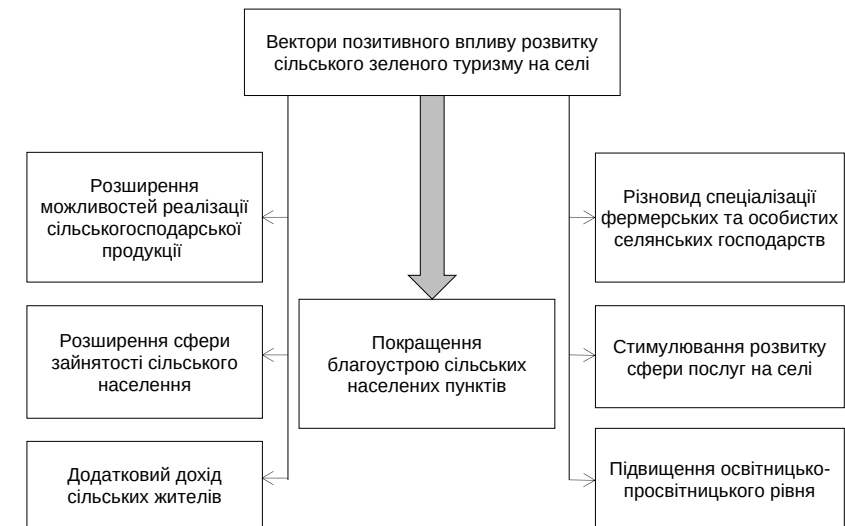 Вектори позитивного впливу розвитку
сільського зеленого туризму на селі
Розширення
можливостей реалізації
сільськогосподарської
продукції
Різновид спеціалізації
фермерських та особистих
селянських господарств
Розширення сфери
зайнятості сільського
населення
Покращення
благоустрою сільських
населених пунктів
Стимулювання розвитку
сфери послуг на селі
Додатковий дохід
сільських жителів
Підвищення освітницько-
просвітницького рівня